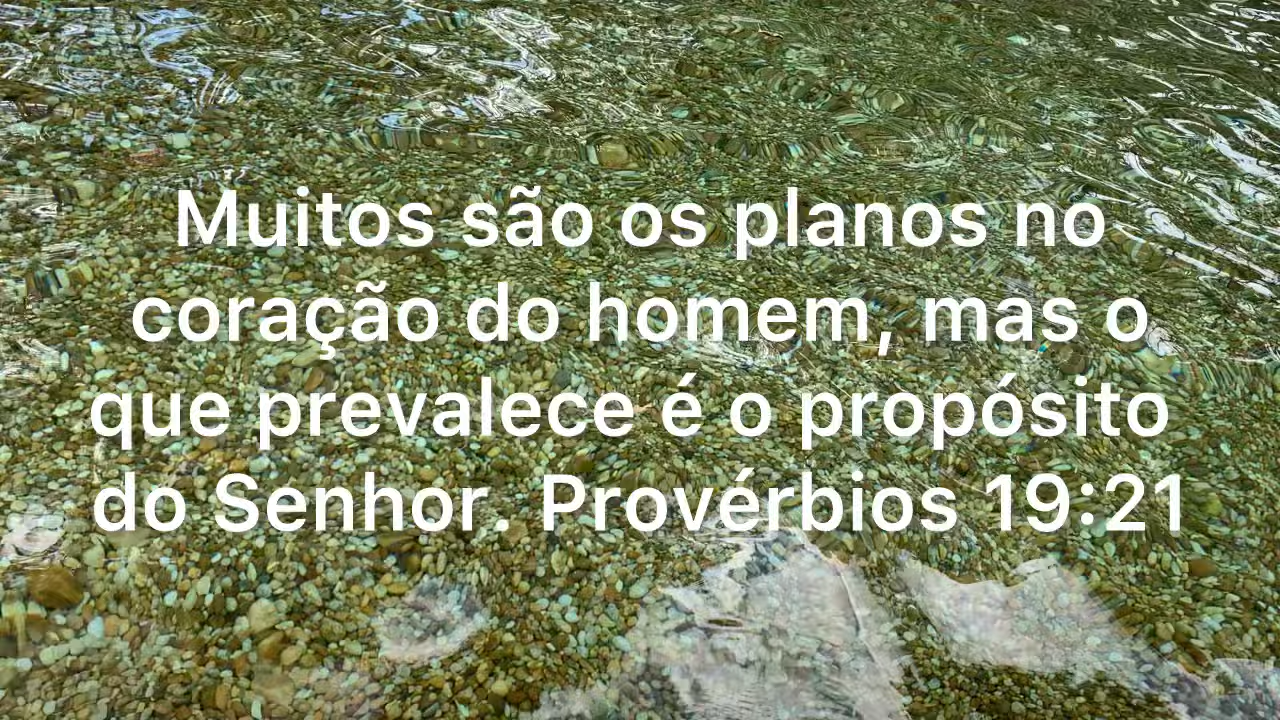 Muitos são os planos no
coração do homem, mas o
que prevalece é o propósito
do Senhor. Provérbios 19:21